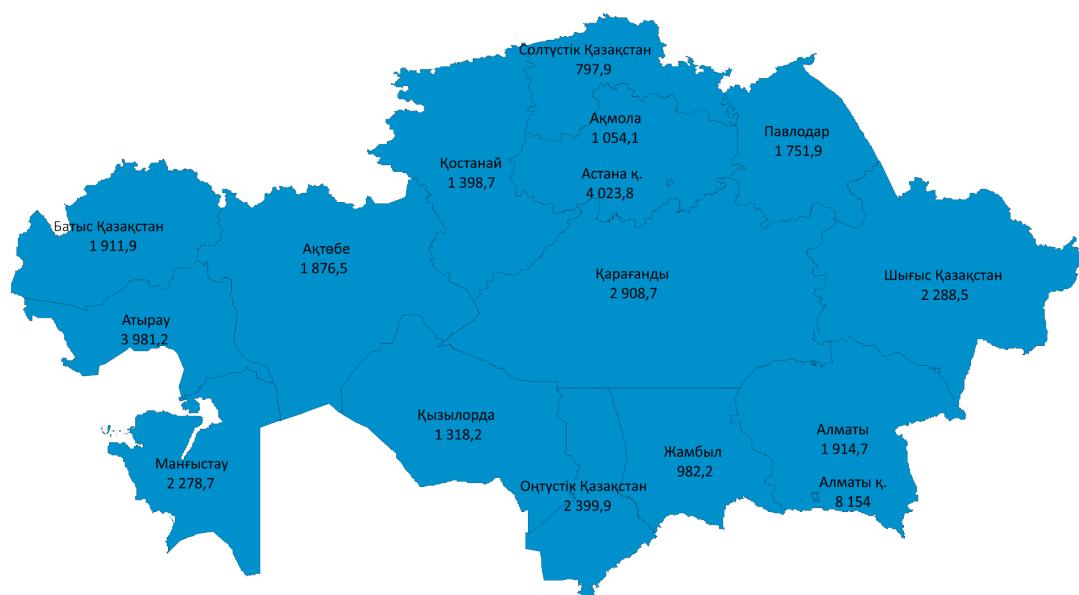 Солтүстік Қазақстан
797,9
Ақмола
1 054,1
Павлодар
1 751,9
Қостанай
1 398,7
Астана қ.
4 023,8
Батыс Қазақстан
1 911,9
Ақтөбе
1 876,5
Қарағанды
2 908,7
Шығыс Қазақстан
2 288,5
Атырау
3 981,2
Қызылорда
1 318,2
Алматы
1 914,7
Жамбыл
982,2
Манғыстау
2 278,7
Оңтүстік Қазақстан
2 399,9
Алматы қ.
8 154